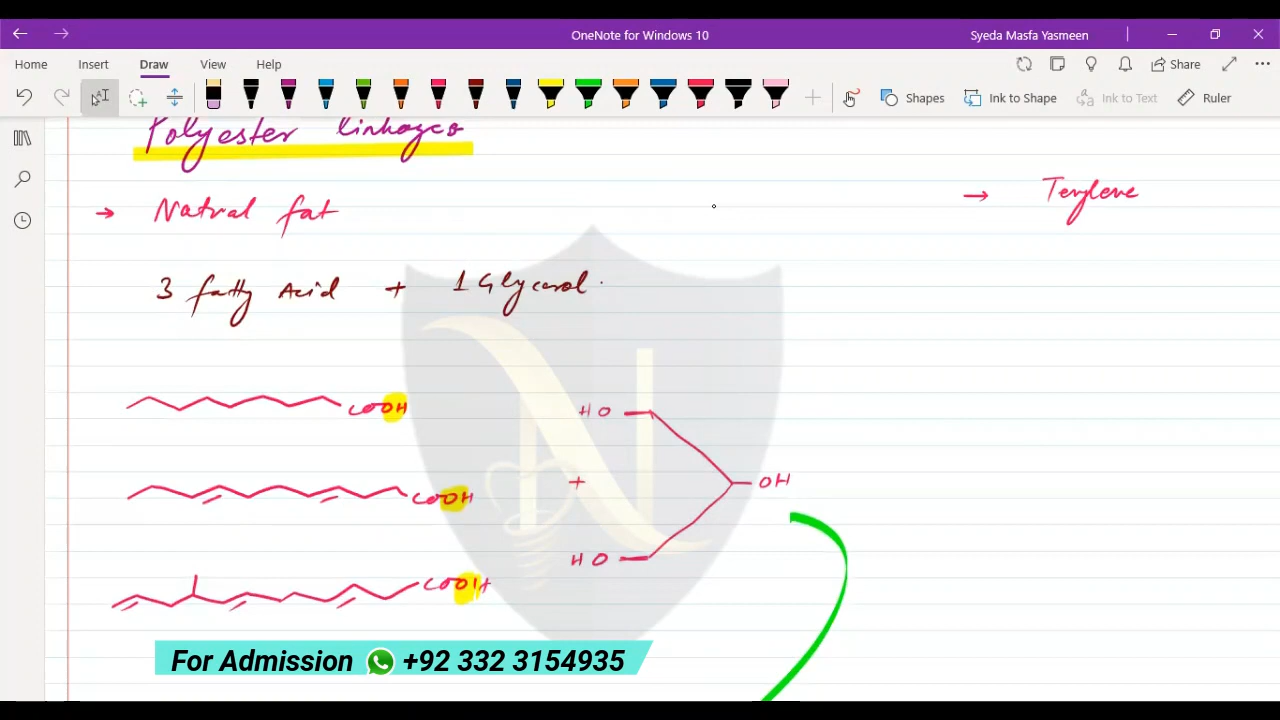 OneNote for Windows 10
Syeda Masfa Yasmeen
Home Insert Draw View Help
Share
Shapes Ink to Shape Ink to Text Ruler
Polyester linkages
→ Natural fat
→ Terylene
3 fatty Acid + 1 Glycerol.
COOH
HO
+ OH
COOH
HO
COOH
For Admission +92 332 3154935